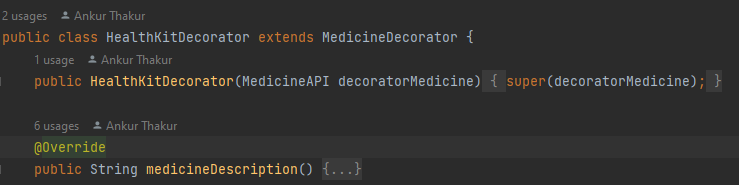 2 usages Ankur Thakur
public class HealthKitDecorator extends MedicineDecorator {
1 usage Ankur Thakur
public HealthKitDecorator(MedicineAPI decoratorMedicine) { super(decoratorMedicine); }
6 usages Ankur Thakur
@Override
public String medicineDescription() {...}